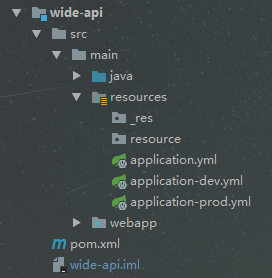 wide-api
src
main
java
resources
_res
resource
application.yml
application-dev.yml
application-prod.yml
webapp
pom.xml
wide-api.iml